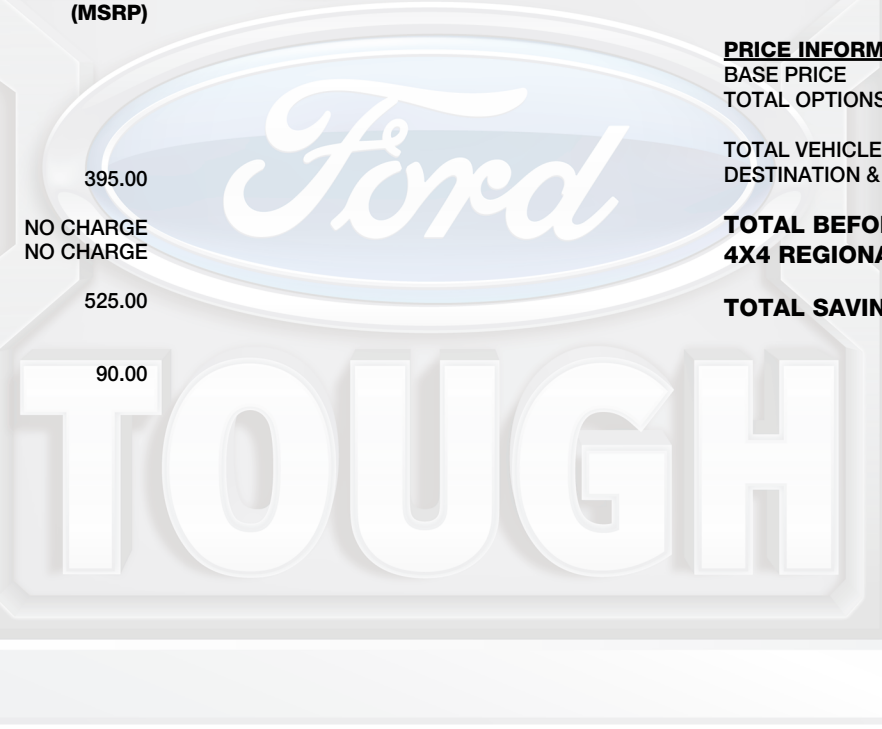 (MSRP)
395.00
NO CHARGE
NO CHARGE
525.00
90.00
PRICE INFORM
BASE PRICE
TOTAL OPTIONS
TOTAL VEHICLE
DESTINATION &
TOTAL BEFO
4X4 REGIONA
TOTAL SAVIN
Ford
TOUGH